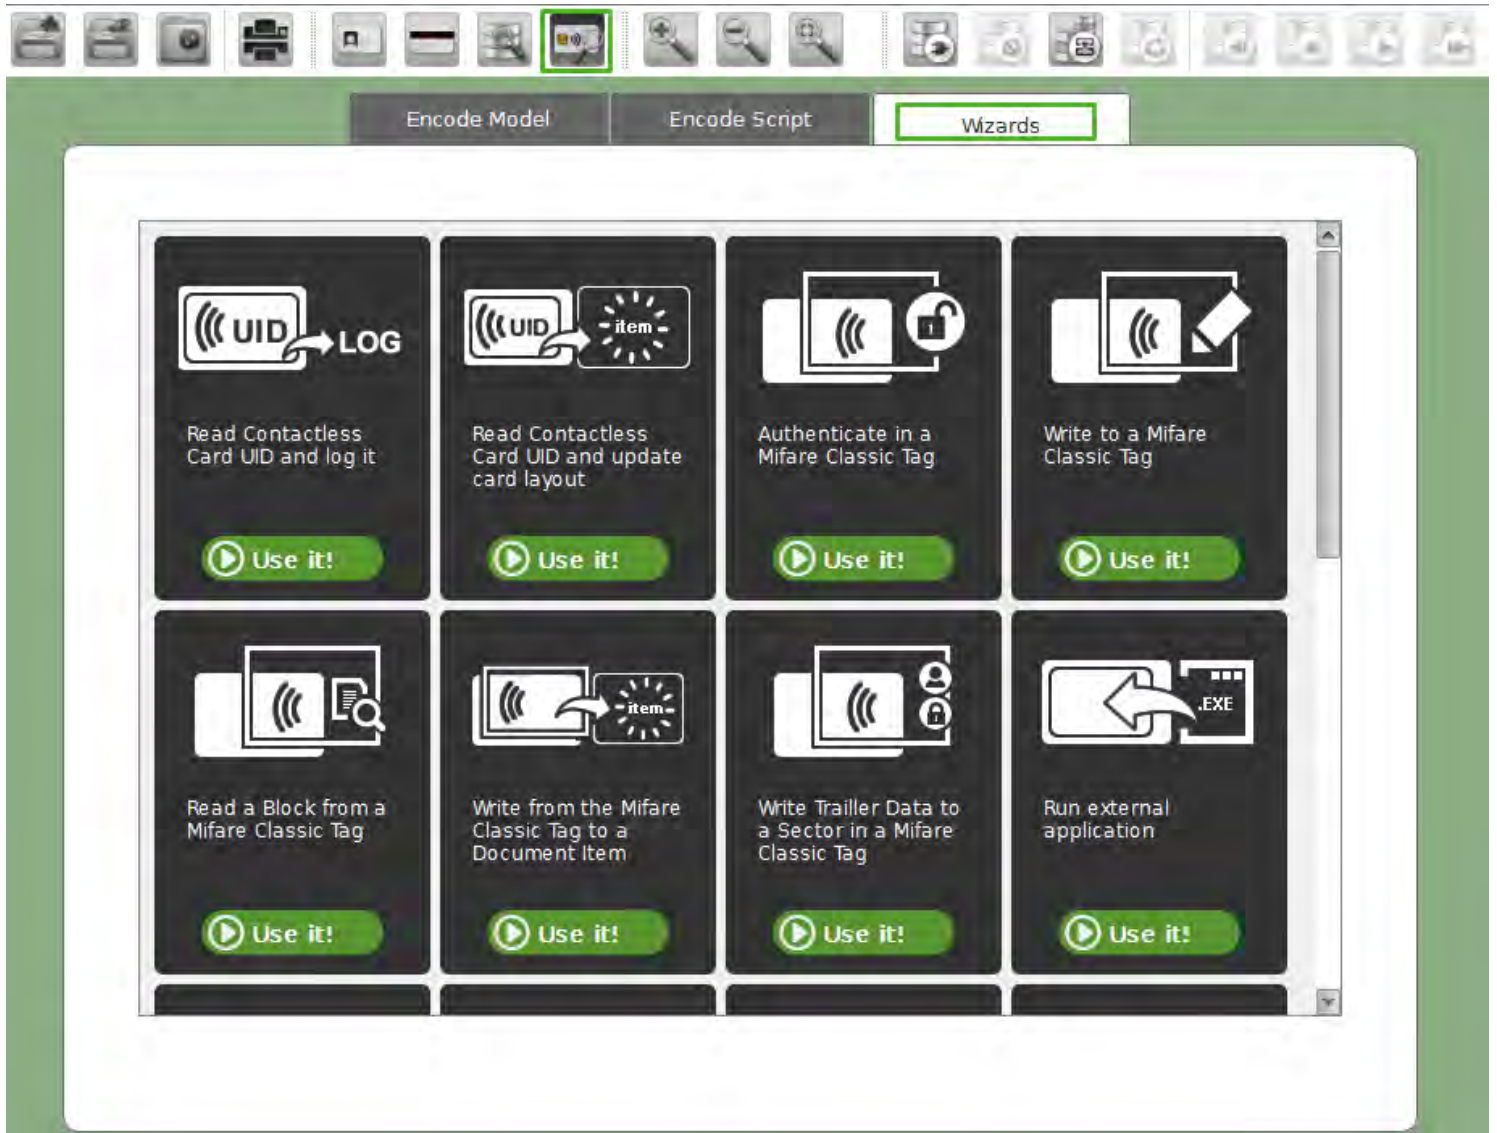 Encode Model
Encode Script
Wizards
UID
LOG
UID
item
Read Contactless
Card UID and log it
Read Contactless
Card UID and update
card layout
Authenticate in a
Mifare Classic Tag
Write to a Mifare
Classic Tag
Use it!
Use it!
Use it!
Use it!
item
.EXE
Read a Block from a
Mifare Classic Tag
Write from the Mifare
Classic Tag to a
Document Item
Write Trailler Data to
a Sector in a Mifare
Classic Tag
Run external
application
Use it!
Use it!
Use it!
Use it!